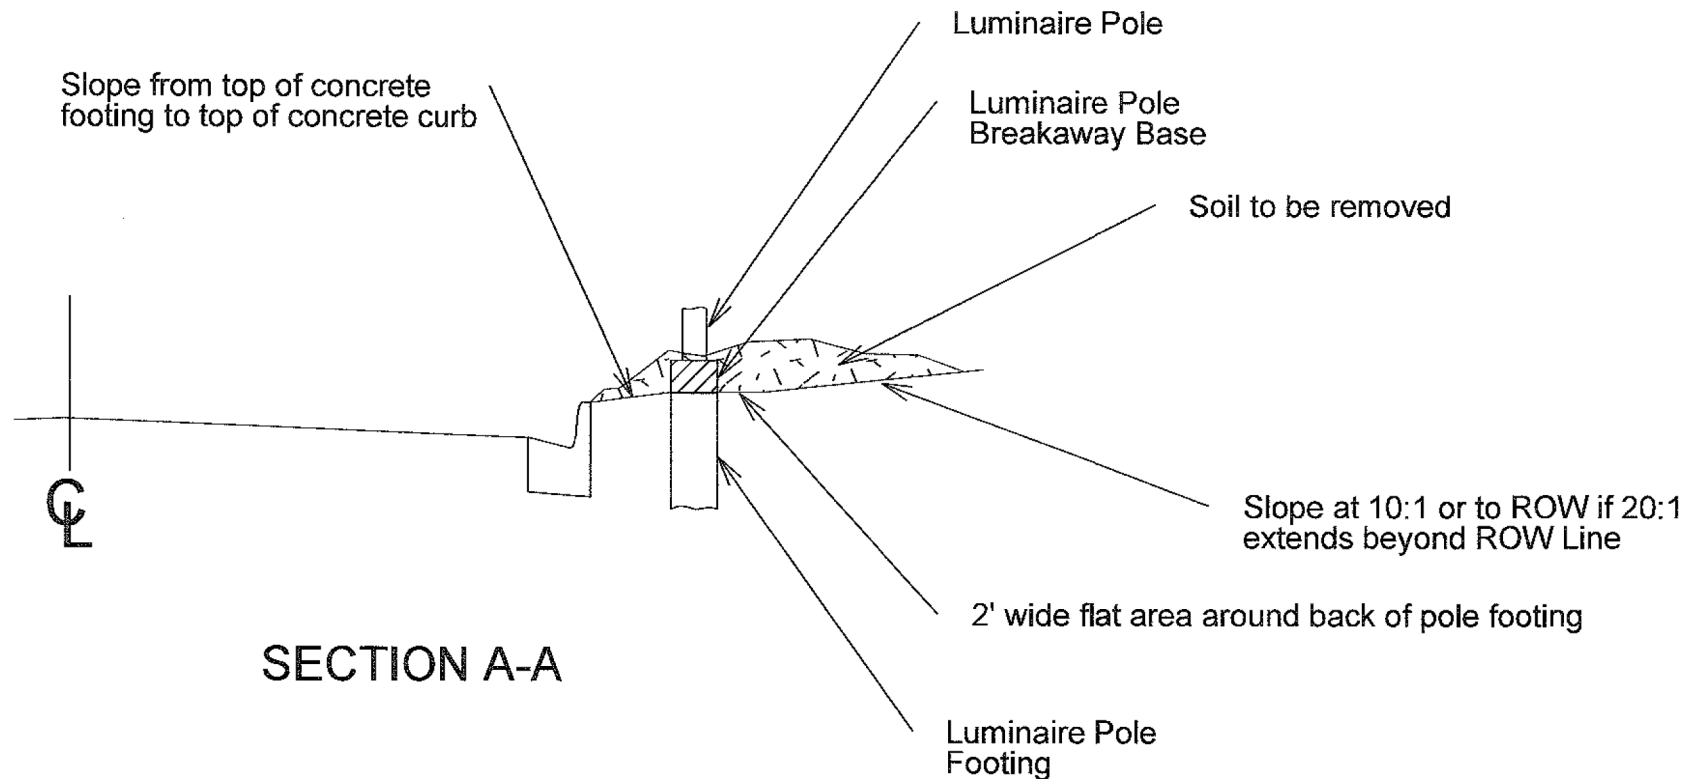 Luminaire Pole
Slope from top of concrete
footing to top of concrete curb
Luminaire Pole
Breakaway Base
Soil to be removed
CL
Slope at 10:1 or to ROW if 20:1
extends beyond ROW Line
2' wide flat area around back of pole footing
SECTION A-A
Luminaire Pole
Footing